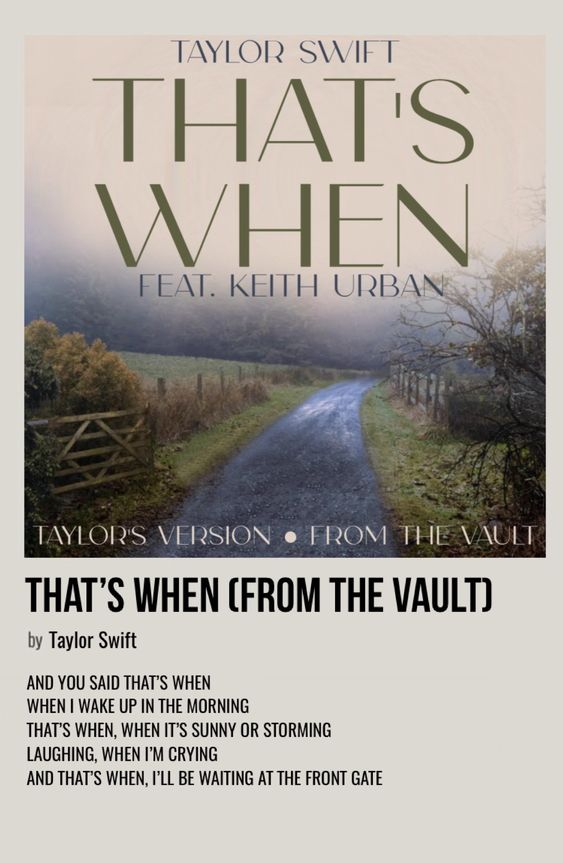 TAYLOR SWIFT
THAT'S
WHEN
FEAT. KEITH URBAN
TAYLOR'S VERSION ● FROM THE VAULT
THAT’S WHEN (FROM THE VAULT)
by Taylor Swift
AND YOU SAID THAT’S WHEN
WHEN I WAKE UP IN THE MORNING
THAT’S WHEN, WHEN IT’S SUNNY OR STORMING
LAUGHING, WHEN I’M CRYING
AND THAT’S WHEN, I’LL BE WAITING AT THE FRONT GATE